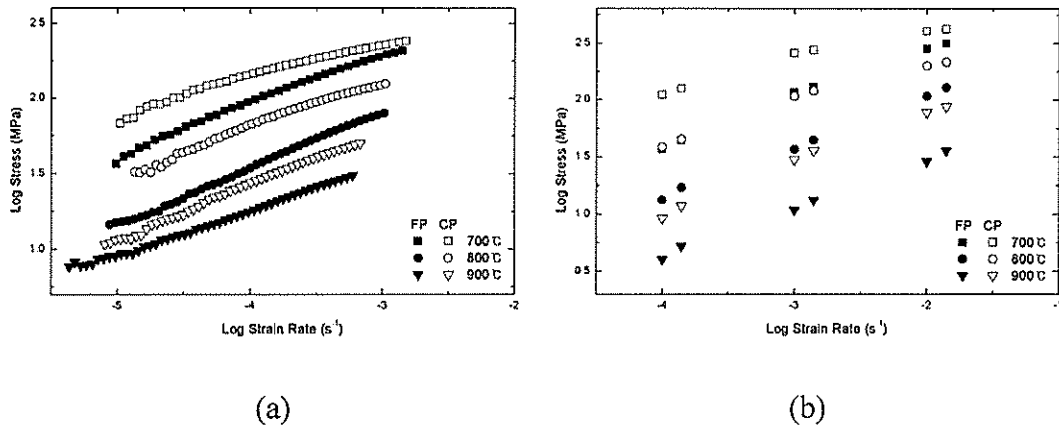 2.5
2.0
1.5
1.0
Log Stress (MPa)
-5
-4
-3
-2
Log Strain Rate (s⁻¹)
FP CP
700℃
800℃
900℃
(a)
2.5
2.0
1.5
1.0
0.5
Log Stress (MPa)
-4
-3
-2
-1
Log Strain Rate (s⁻¹)
FP CP
700℃
800℃
900℃
(b)